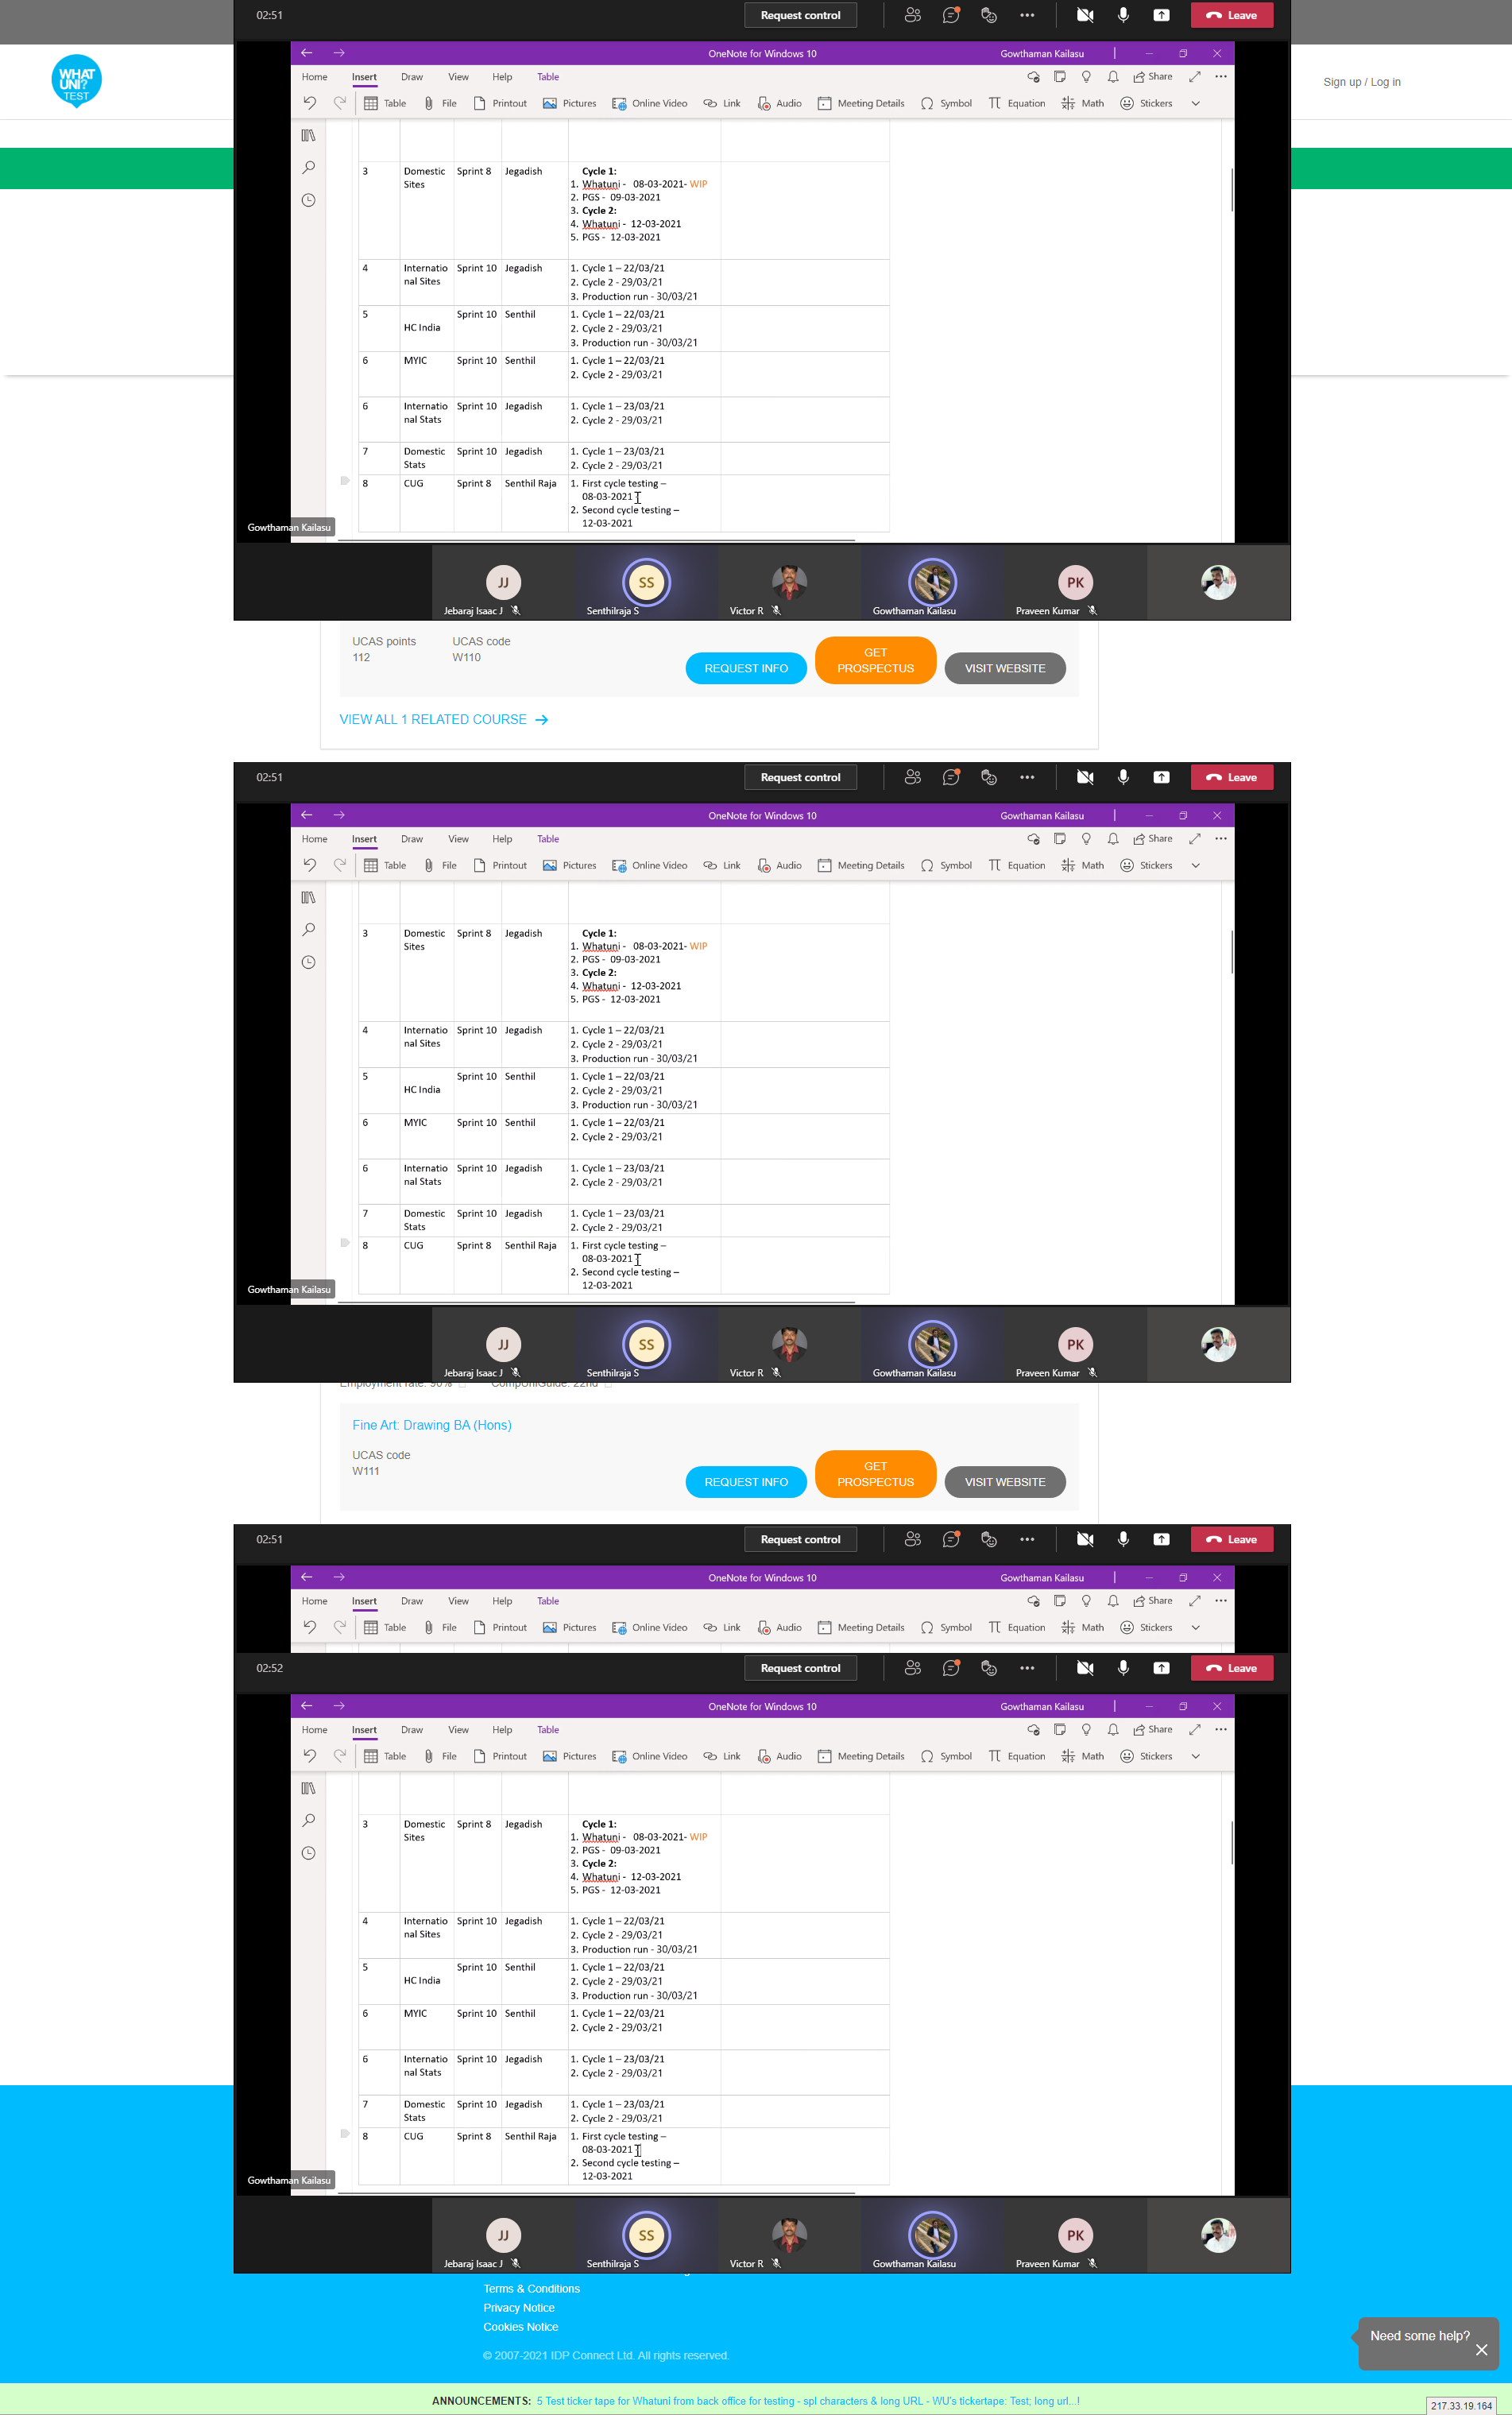 WHAT
UNI?
TEST
Sign up / Log in
02:51
Request control
Leave
OneNote for Windows 10
Gowthaman Kailasu
Home Insert Draw View Help Table
Share
Table File Printout Pictures Online Video Link Audio Meeting Details Symbol Equation Math Stickers
3 Domestic Sprint 8 Jegadish Cycle 1:
Sites 1. Whatuni - 08-03-2021- WIP
2. PGS - 09-03-2021
3. Cycle 2:
4. Whatuni - 12-03-2021
5. PGS - 12-03-2021
4 Internatio Sprint 10 Jegadish 1. Cycle 1 – 22/03/21
nal Sites 2. Cycle 2 - 29/03/21
3. Production run - 30/03/21
5 Sprint 10 Senthil 1. Cycle 1 – 22/03/21
HC India 2. Cycle 2 - 29/03/21
3. Production run - 30/03/21
6 MYIC Sprint 10 Senthil 1. Cycle 1 – 22/03/21
2. Cycle 2 - 29/03/21
6 Internatio Sprint 10 Jegadish 1. Cycle 1 – 23/03/21
nal Stats 2. Cycle 2 - 29/03/21
7 Domestic Sprint 10 Jegadish 1. Cycle 1 – 23/03/21
Stats 2. Cycle 2 - 29/03/21
8 CUG Sprint 8 Senthil Raja 1. First cycle testing –
08-03-2021
2. Second cycle testing –
12-03-2021
Gowthaman Kailasu
JJ SS PK
Jebaraj Isaac J Senthilraja S Victor R Gowthaman Kailasu Praveen Kumar
UCAS points UCAS code
112 W110
REQUEST INFO
GET
PROSPECTUS
VISIT WEBSITE
VIEW ALL 1 RELATED COURSE
02:51
Request control
Leave
OneNote for Windows 10
Gowthaman Kailasu
Home Insert Draw View Help Table
Share
Table File Printout Pictures Online Video Link Audio Meeting Details Symbol Equation Math Stickers
3 Domestic Sprint 8 Jegadish Cycle 1:
Sites 1. Whatuni - 08-03-2021- WIP
2. PGS - 09-03-2021
3. Cycle 2:
4. Whatuni - 12-03-2021
5. PGS - 12-03-2021
4 Internatio Sprint 10 Jegadish 1. Cycle 1 – 22/03/21
nal Sites 2. Cycle 2 - 29/03/21
3. Production run - 30/03/21
5 Sprint 10 Senthil 1. Cycle 1 – 22/03/21
HC India 2. Cycle 2 - 29/03/21
3. Production run - 30/03/21
6 MYIC Sprint 10 Senthil 1. Cycle 1 – 22/03/21
2. Cycle 2 - 29/03/21
6 Internatio Sprint 10 Jegadish 1. Cycle 1 – 23/03/21
nal Stats 2. Cycle 2 - 29/03/21
7 Domestic Sprint 10 Jegadish 1. Cycle 1 – 23/03/21
Stats 2. Cycle 2 - 29/03/21
8 CUG Sprint 8 Senthil Raja 1. First cycle testing –
08-03-2021
2. Second cycle testing –
12-03-2021
Gowthaman Kailasu
JJ SS PK
Jebaraj Isaac J Senthilraja S Victor R Gowthaman Kailasu Praveen Kumar
Employment rate: 90% CompUniGuide: 22nd
Fine Art: Drawing BA (Hons)
UCAS code
W111
REQUEST INFO
GET
PROSPECTUS
VISIT WEBSITE
02:51
Request control
Leave
OneNote for Windows 10
Gowthaman Kailasu
Home Insert Draw View Help Table
Share
Table File Printout Pictures Online Video Link Audio Meeting Details Symbol Equation Math Stickers
02:52
Request control
Leave
OneNote for Windows 10
Gowthaman Kailasu
Home Insert Draw View Help Table
Share
Table File Printout Pictures Online Video Link Audio Meeting Details Symbol Equation Math Stickers
3 Domestic Sprint 8 Jegadish Cycle 1:
Sites 1. Whatuni - 08-03-2021- WIP
2. PGS - 09-03-2021
3. Cycle 2:
4. Whatuni - 12-03-2021
5. PGS - 12-03-2021
4 Internatio Sprint 10 Jegadish 1. Cycle 1 – 22/03/21
nal Sites 2. Cycle 2 - 29/03/21
3. Production run - 30/03/21
5 Sprint 10 Senthil 1. Cycle 1 – 22/03/21
HC India 2. Cycle 2 - 29/03/21
3. Production run - 30/03/21
6 MYIC Sprint 10 Senthil 1. Cycle 1 – 22/03/21
2. Cycle 2 - 29/03/21
6 Internatio Sprint 10 Jegadish 1. Cycle 1 – 23/03/21
nal Stats 2. Cycle 2 - 29/03/21
7 Domestic Sprint 10 Jegadish 1. Cycle 1 – 23/03/21
Stats 2. Cycle 2 - 29/03/21
8 CUG Sprint 8 Senthil Raja 1. First cycle testing –
08-03-2021
2. Second cycle testing –
12-03-2021
Gowthaman Kailasu
JJ SS PK
Jebaraj Isaac J Senthilraja S Victor R Gowthaman Kailasu Praveen Kumar
Terms & Conditions
Privacy Notice
Cookies Notice
© 2007-2021 IDP Connect Ltd. All rights reserved.
Need some help?
ANNOUNCEMENTS: 5 Test ticker tape for Whatuni from back office for testing - spl characters & long URL - WU's tickertape: Test; long url...!
217.33.19.164